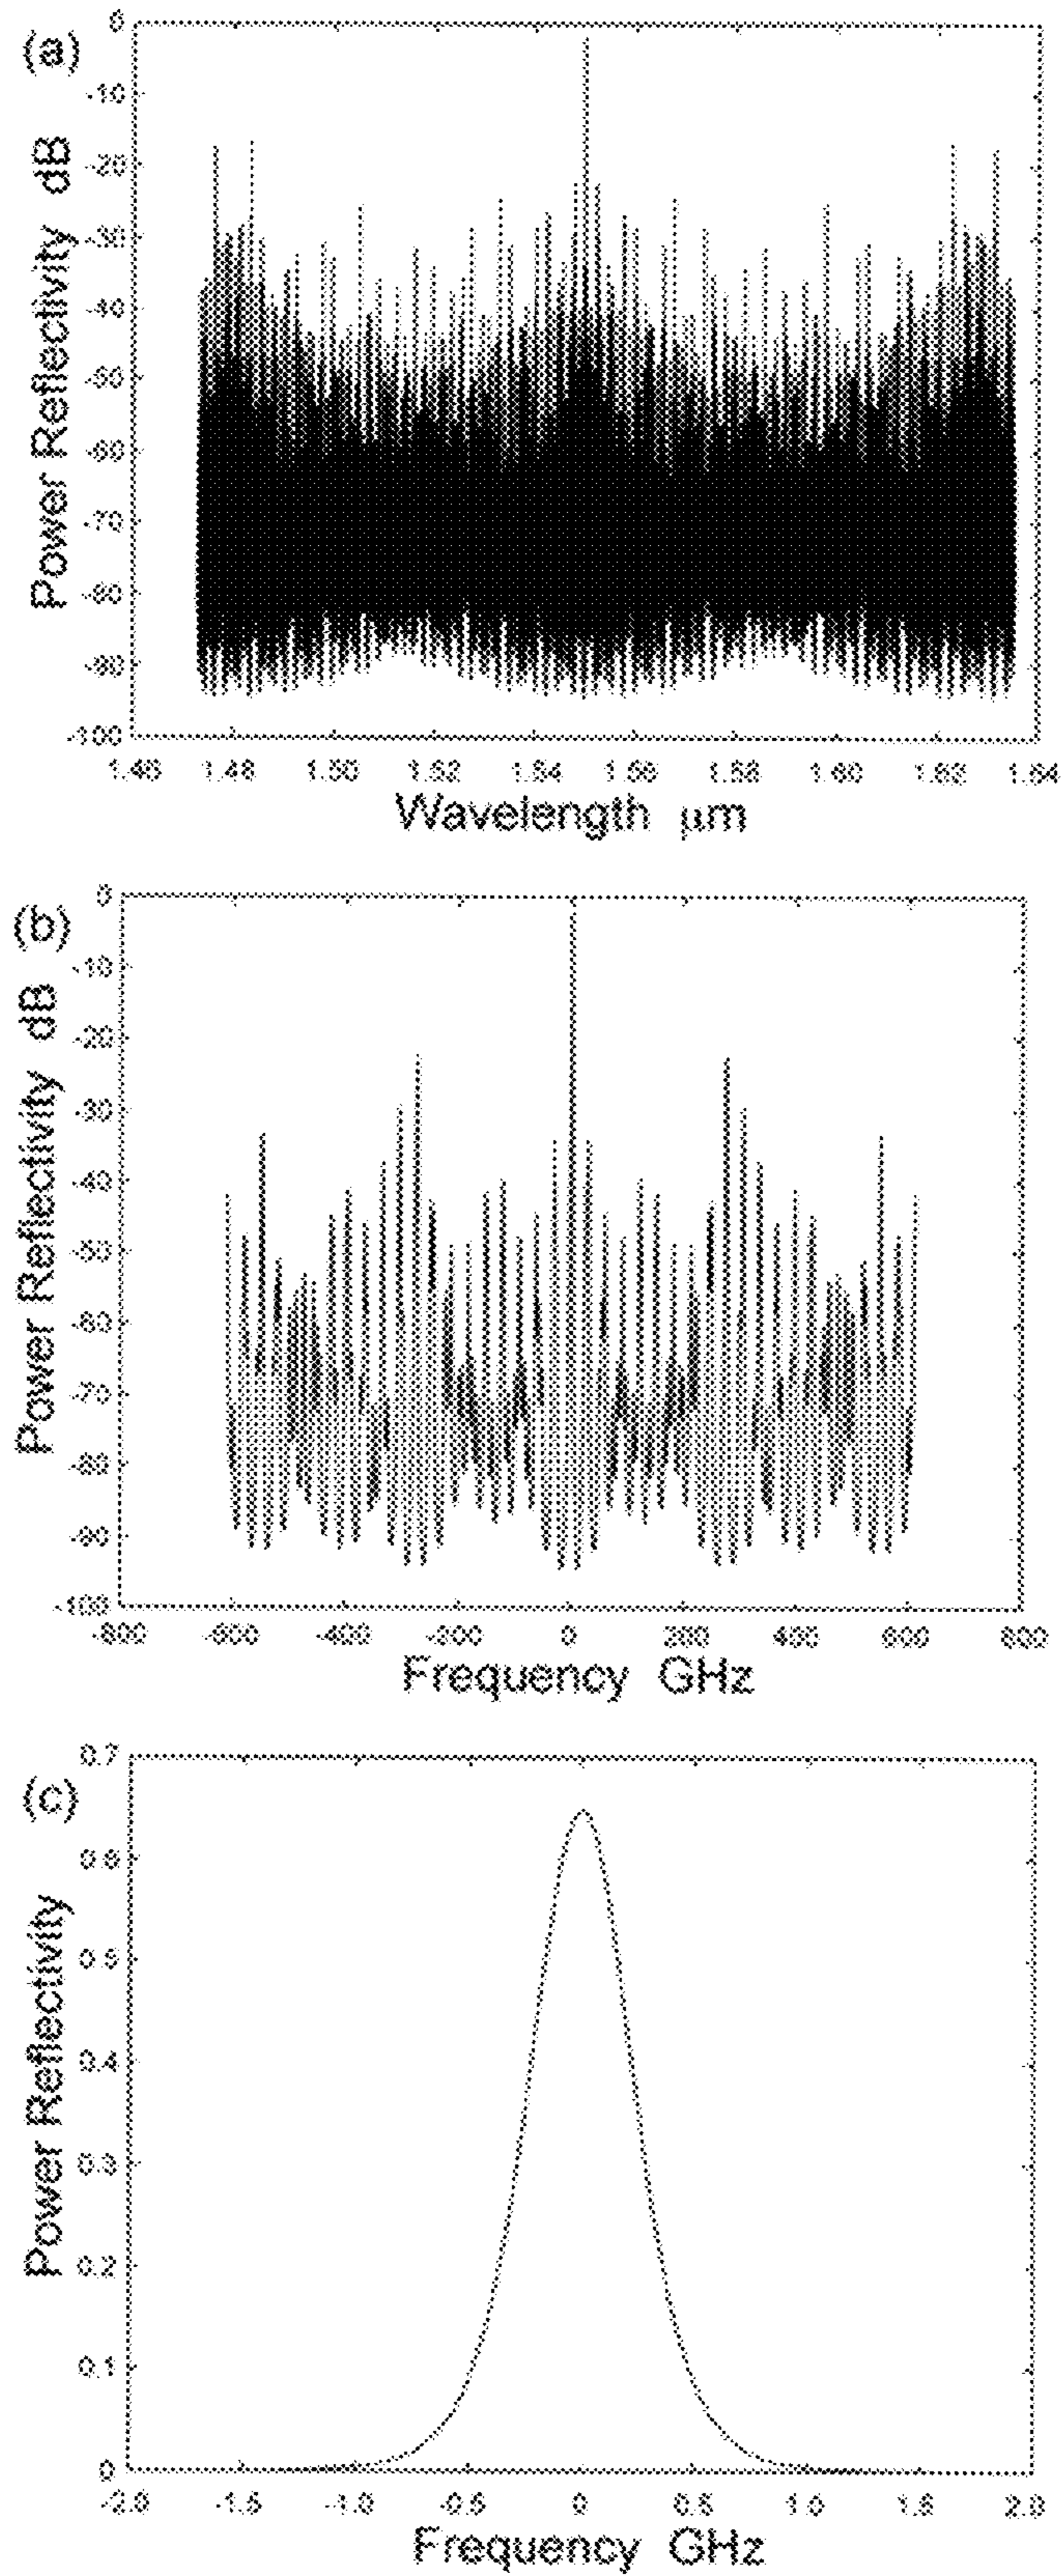 (a)
Power Reflectivity dB
0
-10
-20
-30
-40
-50
-60
-70
-80
-90
-100
1.46 1.48 1.50 1.52 1.54 1.56 1.58 1.60 1.62 1.64
Wavelength μm
(b)
Power Reflectivity dB
0
-10
-20
-30
-40
-50
-60
-70
-80
-90
-100
-800 -600 -400 -200 0 200 400 600 800
Frequency GHz
(c)
Power Reflectivity
0.7
0.6
0.5
0.4
0.3
0.2
0.1
0
-2.0 -1.5 -1.0 -0.5 0 0.5 1.0 1.5 2.0
Frequency GHz